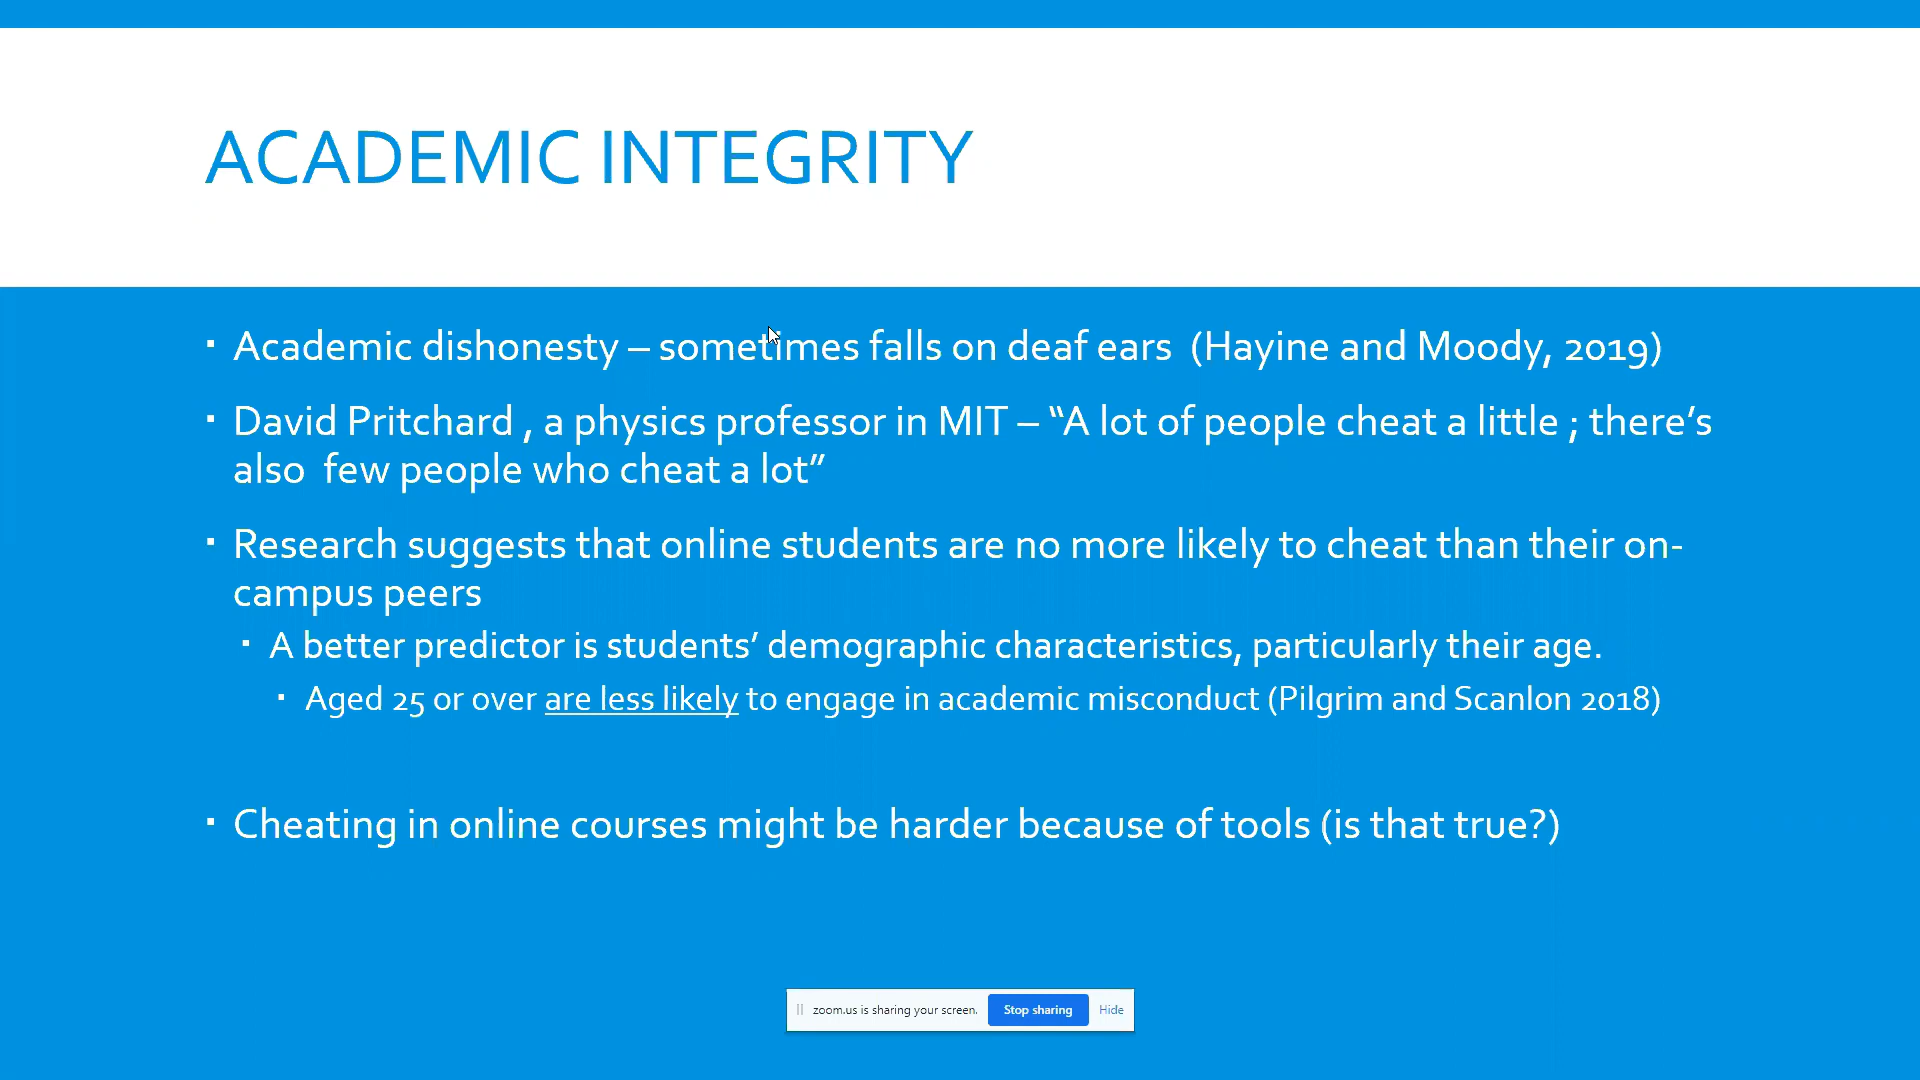 ACADEMIC INTEGRITY
▪ Academic dishonesty – sometimes falls on deaf ears  (Hayine and Moody, 2019)
▪ David Pritchard , a physics professor in MIT – “A lot of people cheat a little ; there’s
also  few people who cheat a lot”
▪ Research suggests that online students are no more likely to cheat than their on-
campus peers
▪ A better predictor is students’ demographic characteristics, particularly their age.
▪ Aged 25 or over are less likely to engage in academic misconduct (Pilgrim and Scanlon 2018)
▪ Cheating in online courses might be harder because of tools (is that true?)
zoom.us is sharing your screen. Stop sharing Hide